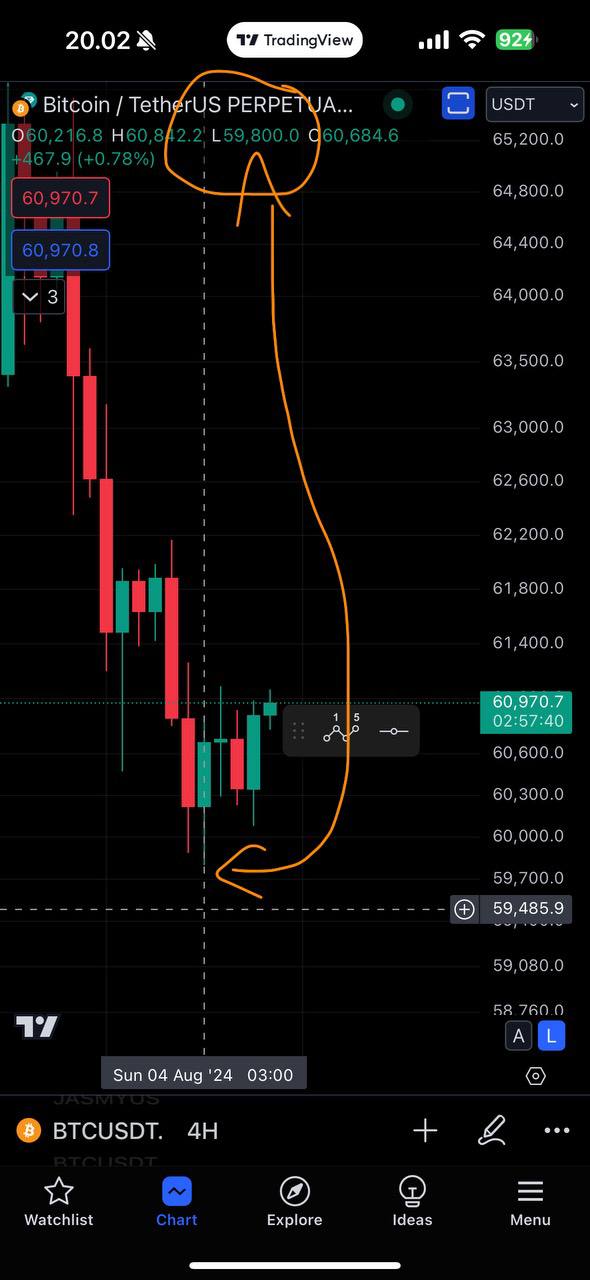 20.02
TradingView
92
Bitcoin / TetherUS PERPETUA...
USDT
O60,216.8 H60,842.2 L59,800.0 C60,684.6
+467.9 (+0.78%)
60,970.7
60,970.8
3
65,200.0
64,800.0
64,400.0
64,000.0
63,500.0
63,000.0
62,600.0
62,200.0
61,800.0
61,400.0
60,970.7
02:57:40
1 5
60,600.0
60,300.0
60,000.0
59,700.0
59,485.9
59,080.0
58,760.0
A L
Sun 04 Aug '24 03:00
JASMYUS
BTCUSDT. 4H
BTCUSDT
Watchlist Chart Explore Ideas Menu